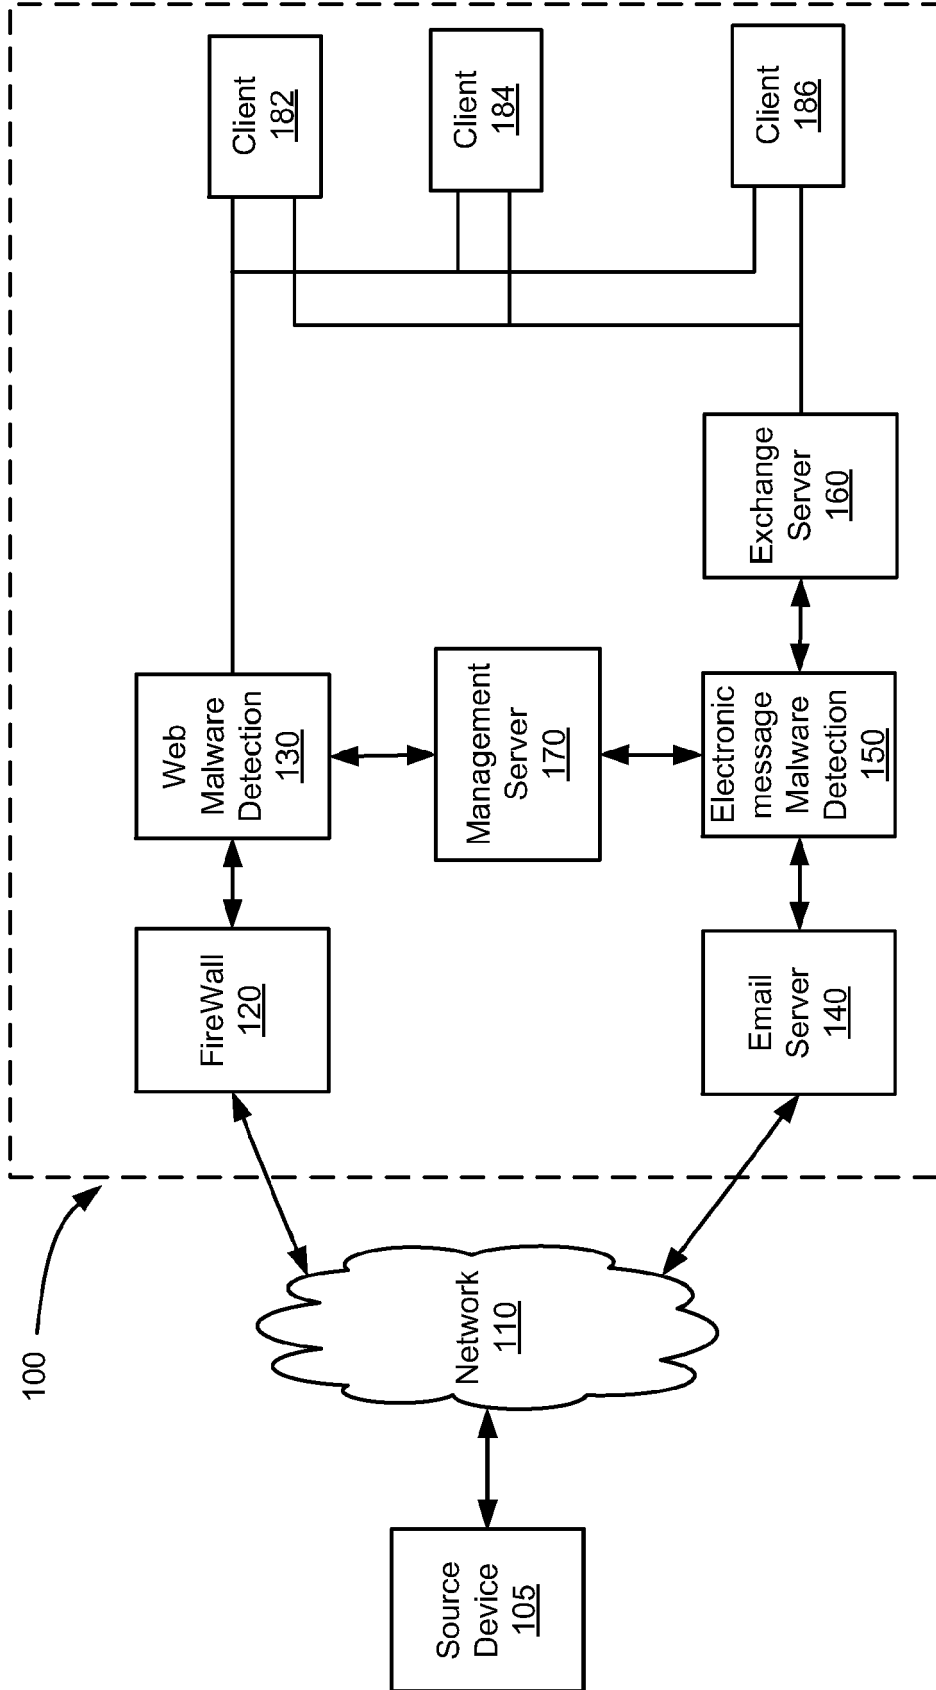 100
Source
Device
105
Network
110
FireWall
120
Web
Malware
Detection
130
Management
Server
170
Email
Server
140
Electronic
message
Malware
Detection
150
Exchange
Server
160
Client
182
Client
184
Client
186